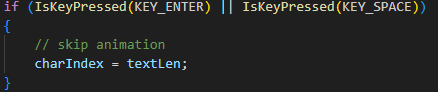 if (IsKeyPressed(KEY_ENTER) || IsKeyPressed(KEY_SPACE))
{
    // skip animation
    charIndex = textLen;
}